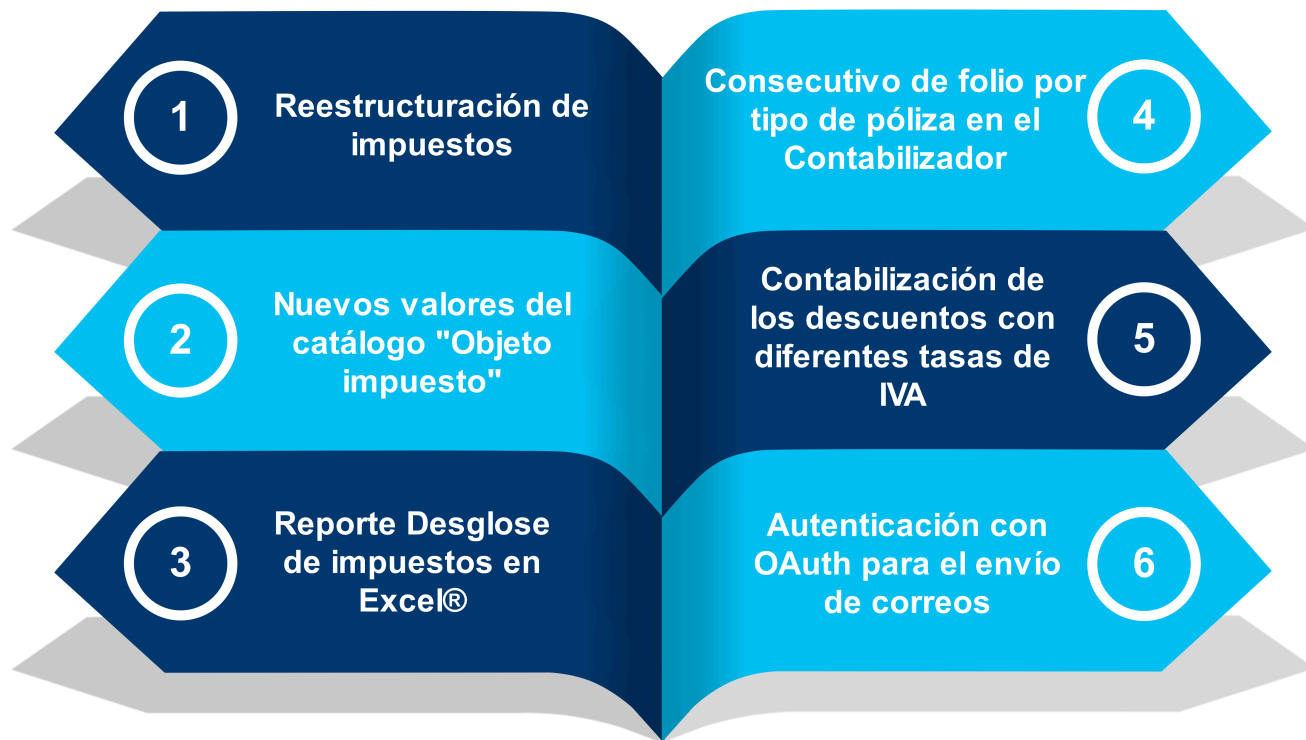 1
Reestructuración de
impuestos
2
Nuevos valores del
catálogo "Objeto
impuesto"
3
Reporte Desglose
de impuestos en
Excel®
Consecutivo de folio por
tipo de póliza en el
Contabilizador
4
Contabilización de
los descuentos con
diferentes tasas de
IVA
5
Autenticación con
OAuth para el envío
de correos
6